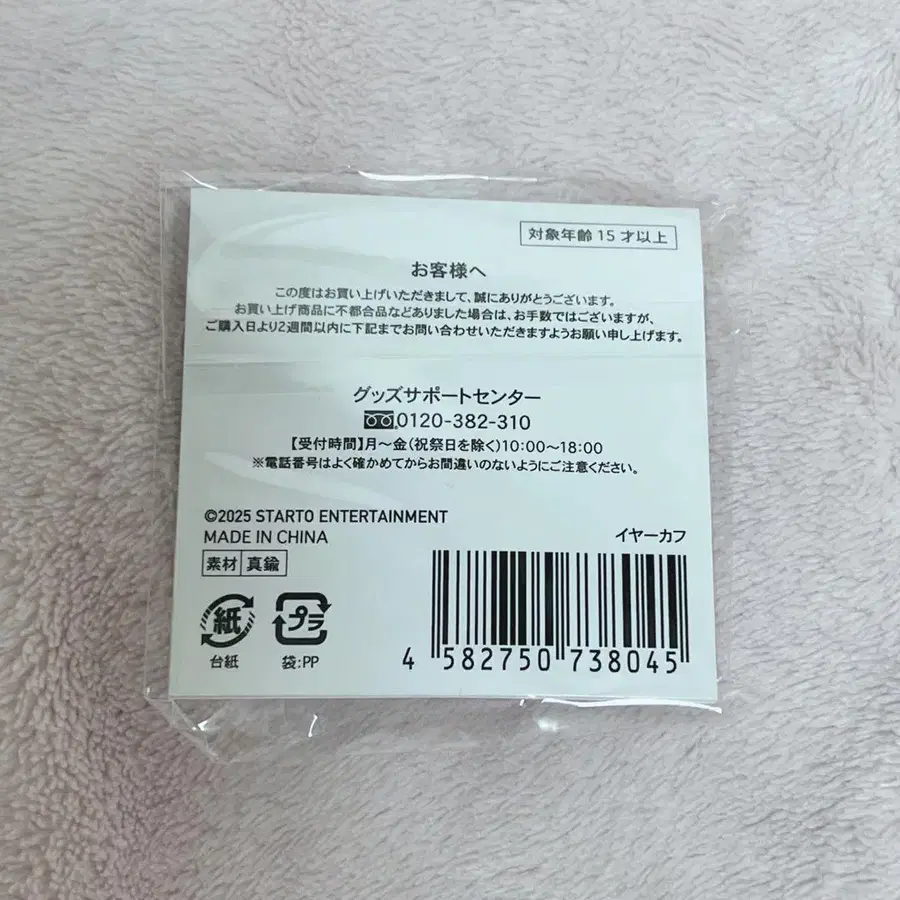 対象年齢 15 才以上
お客様へ
この度はお買い上げいただきまして、誠にありがとうございます。
お買い上げ商品に不都合品などありました場合は、お手数ではございますが、
ご購入日より2週間以内に下記までお問い合わせいただきますようお願い申し上げます。
グッズサポートセンター
0120-382-310
【受付時間】月〜金(祝祭日を除く)10:00〜18:00
※電話番号はよく確かめてからお間違いのないようにご注意ください。
©2025 STARTO ENTERTAINMENT
MADE IN CHINA
イヤーカフ
素材 真鍮
紙
プラ
台紙
袋:PP
4 582750 738045